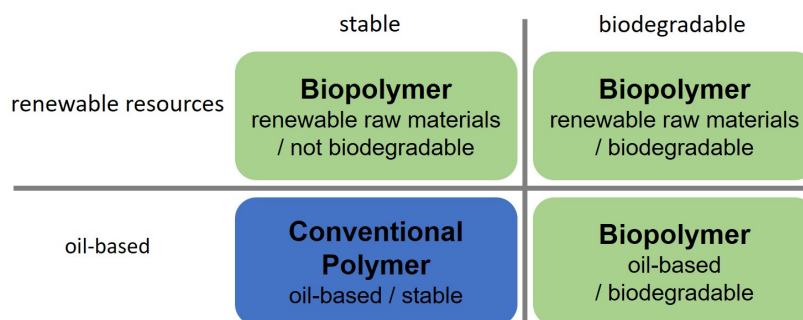 stable
biodegradable
renewable resources
Biopolymer
renewable raw materials
/ not biodegradable
Biopolymer
renewable raw materials
/ biodegradable
oil-based
Conventional
Polymer
oil-based / stable
Biopolymer
oil-based
/ biodegradable